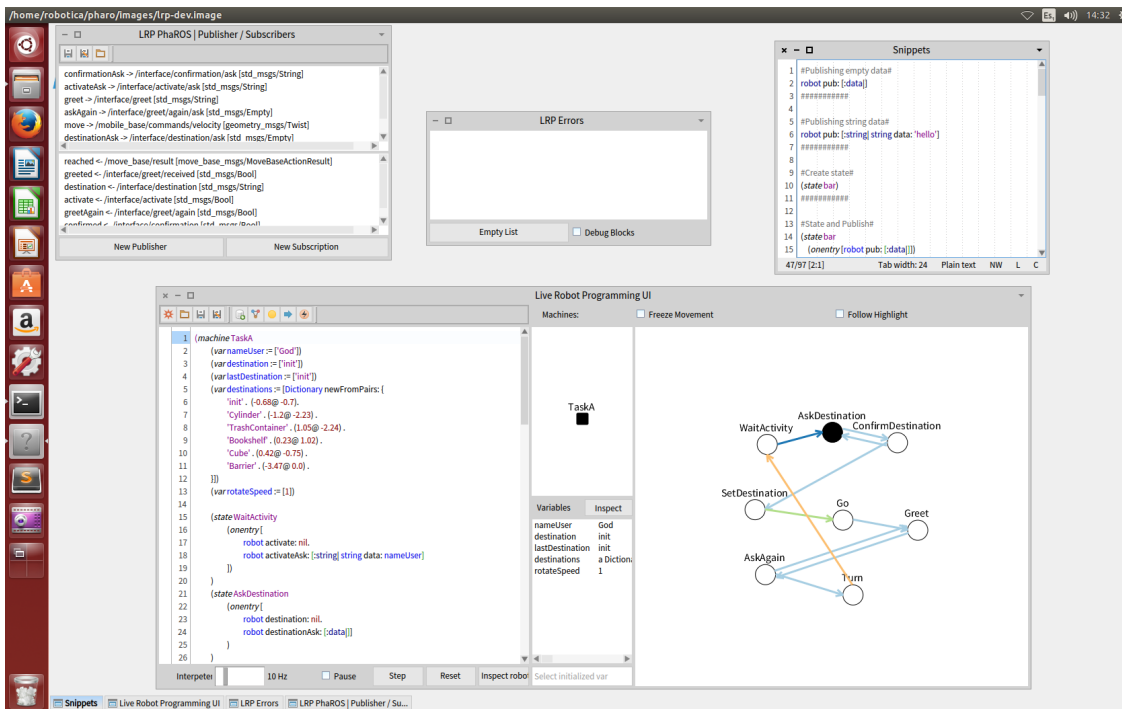 /home/robotica/pharo/images/lrp-dev.image
Es
14:32
LRP PhaROS | Publisher / Subscribers
confirmationAsk -> /interface/confirmation/ask [std_msgs/String]
activateAsk -> /interface/activate/ask [std_msgs/String]
greet -> /interface/greet [std_msgs/String]
askAgain -> /interface/greet/again/ask [std_msgs/Empty]
move -> /mobile_base/commands/velocity [geometry_msgs/Twist]
destinationAsk -> /interface/destination/ask [std_msgs/Empty]
reached <- /move_base/result [move_base_msgs/MoveBaseActionResult]
greeted <- /interface/greet/received [std_msgs/Bool]
destination <- /interface/destination [std_msgs/String]
activate <- /interface/activate [std_msgs/Bool]
greetAgain <- /interface/greet/again [std_msgs/Bool]
confirmed <- /interface/confirmation [std_msgs/Bool]
New Publisher
New Subscription
LRP Errors
Empty List
Debug Blocks
Snippets
1 #Publishing empty data#
2 robot pub: [:data|]
3 ###########
4
5 #Publishing string data#
6 robot pub: [:string| string data: 'hello']
7 ###########
8
9 #Create state#
10 (state bar)
11 ###########
12
13 #State and Publish#
14 (state bar
15 (onentry [robot pub: [:data|]])
47/97 [2:1]
Tab width: 24
Plain text
NW
L
C
Live Robot Programming UI
Machines:
Freeze Movement
Follow Highlight
1 (machine TaskA
2 (var nameUser := ['God'])
3 (var destination := ['init'])
4 (var lastDestination := ['init'])
5 (var destinations := [Dictionary newFromPairs: {
6 'init' . (-0.68@ -0.7).
7 'Cylinder' . (-1.2@ -2.23) .
8 'TrashContainer' . (1.05@ -2.24) .
9 'Bookshelf' . (0.23@ 1.02) .
10 'Cube' . (0.42@ -0.75) .
11 'Barrier' . (-3.47@ 0.0) .
12 }])
13 (var rotateSpeed := [1])
14
15 (state WaitActivity
16 (onentry [
17 robot activate: nil.
18 robot activateAsk: [:string| string data: nameUser]
19 ])
20 )
21 (state AskDestination
22 (onentry [
23 robot destination: nil.
24 robot destinationAsk: [:data|]]
25 )
26 )
TaskA
Variables
Inspect
nameUser God
destination init
lastDestination init
destinations a Diction
rotateSpeed 1
AskDestination
WaitActivity
ConfirmDestination
SetDestination
Go
Greet
AskAgain
Turn
Interpeter
10 Hz
Pause
Step
Reset
Inspect robot
Select initialized var
Snippets
Live Robot Programming UI
LRP Errors
LRP PhaROS | Publisher / Su...